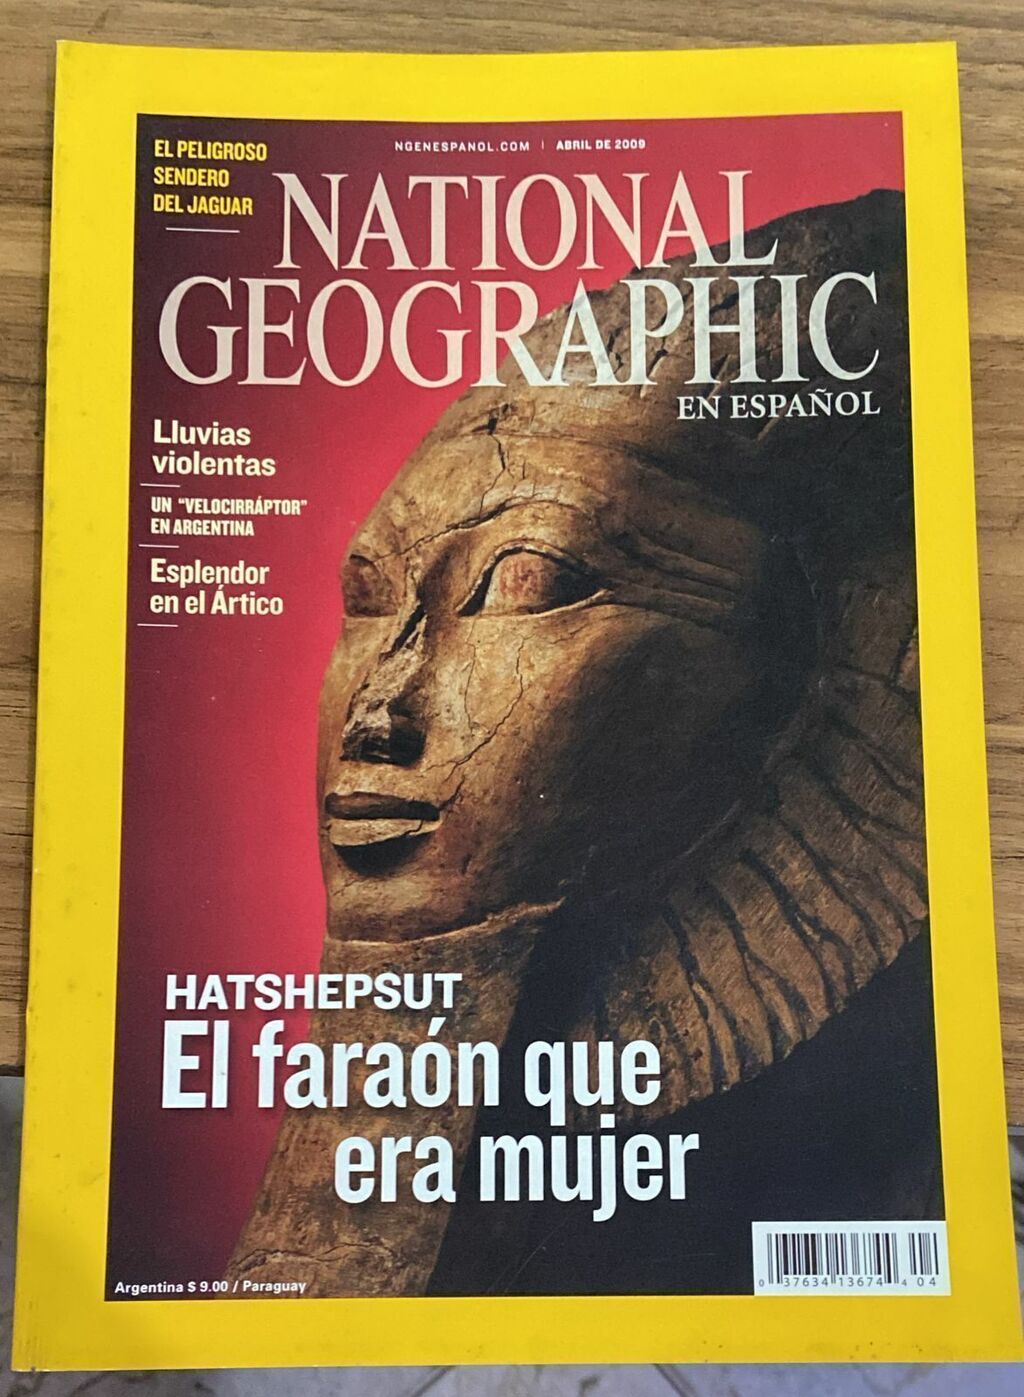 NGENESPANOL.COM | ABRIL DE 2009
EL PELIGROSO
SENDERO
DEL JAGUAR
NATIONAL
GEOGRAPHIC
EN ESPAÑOL
Lluvias
violentas
UN "VELOCIRRÁPTOR"
EN ARGENTINA
Esplendor
en el Ártico
HATSHEPSUT
El faraón que
era mujer
Argentina $ 9.00 / Paraguay
0 37634 13674 4 04